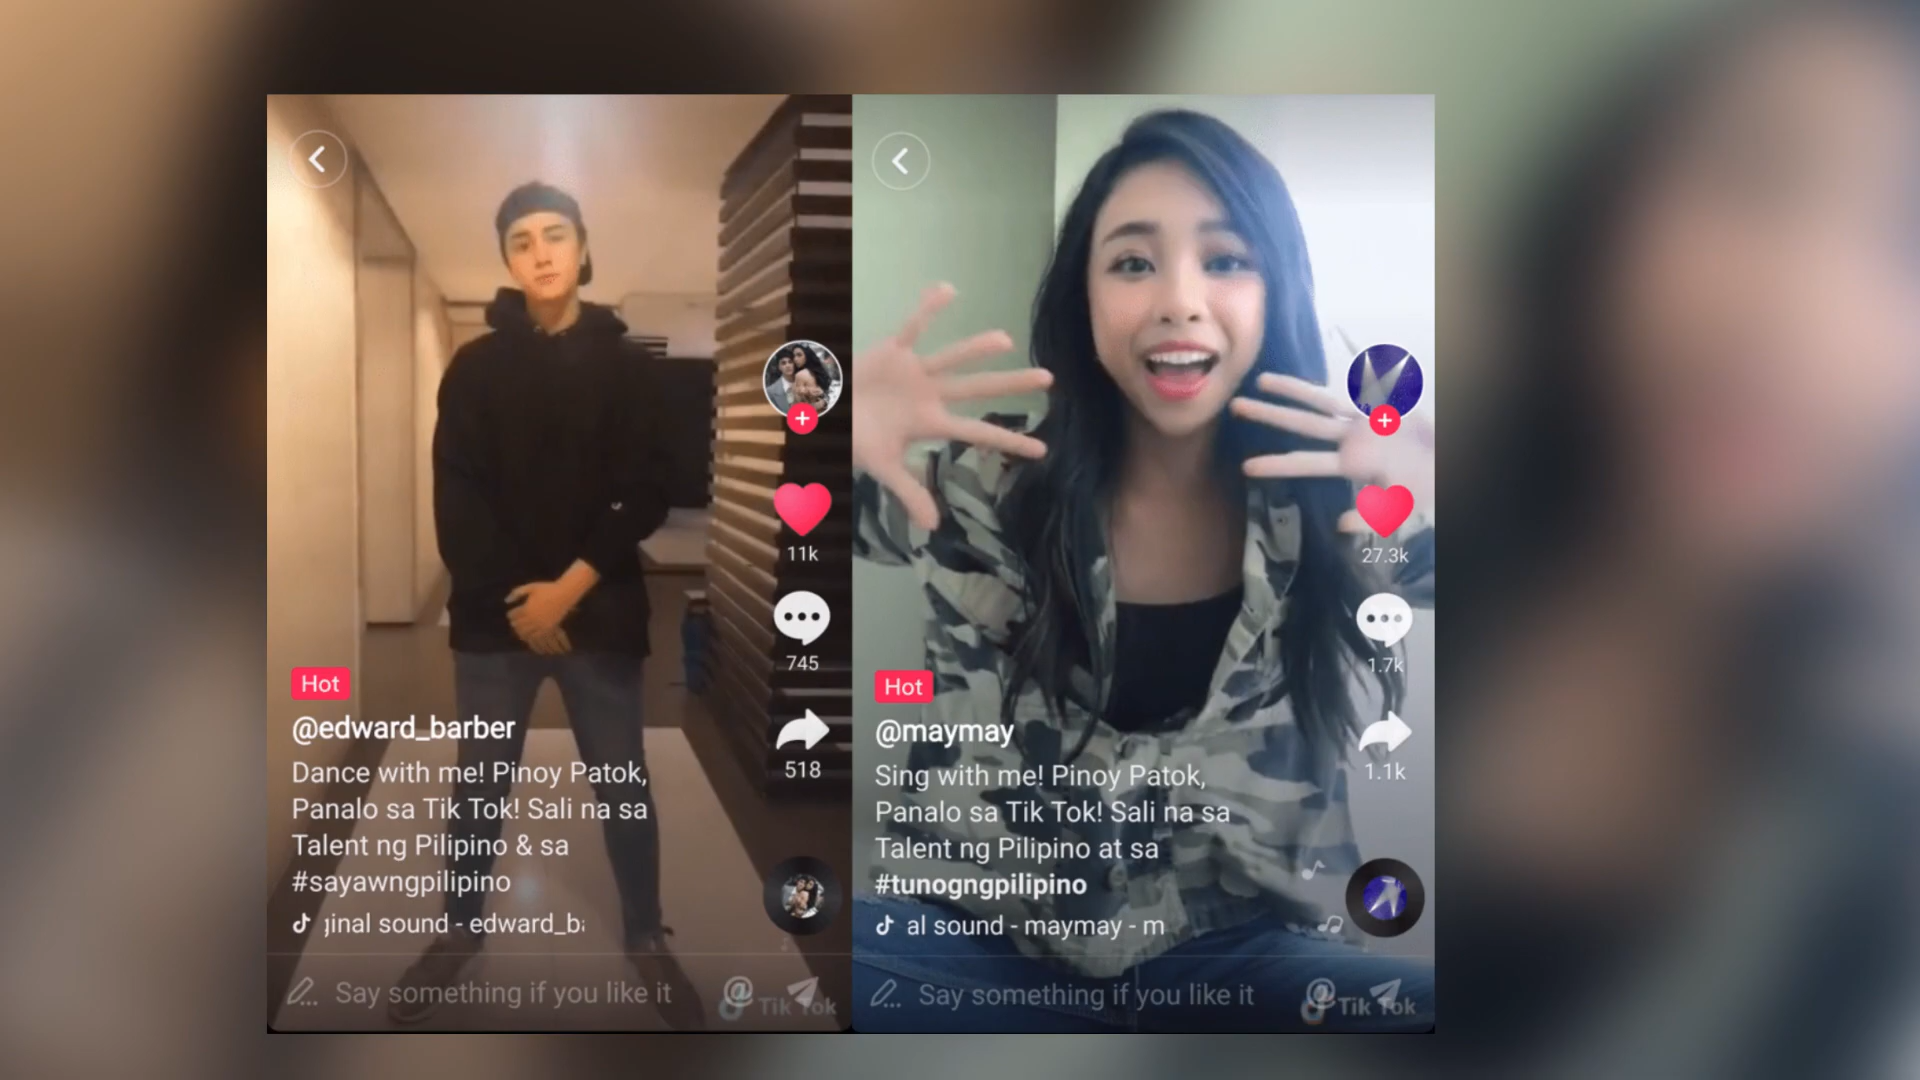 11k
745
518
Hot
@edward_barber
Dance with me! Pinoy Patok,
Panalo sa Tik Tok! Sali na sa
Talent ng Pilipino & sa
#sayawngpilipino
ginal sound - edward_ba
Say something if you like it
@
Tik Tok
27.3k
1.7k
1.1k
Hot
@maymay
Sing with me! Pinoy Patok,
Panalo sa Tik Tok! Sali na sa
Talent ng Pilipino at sa
#tunogngpilipino
al sound - maymay - m
Say something if you like it
@
Tik Tok